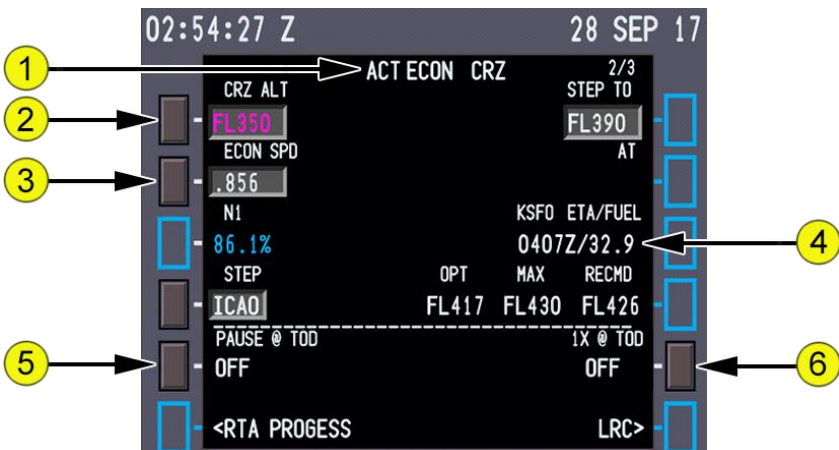 02:54:27 Z 28 SEP 17
1
ACT ECON CRZ 2/3
CRZ ALT STEP TO
2
FL350 FL390
ECON SPD AT
3
.856
N1 KSFO ETA/FUEL
86.1% 0407Z/32.9
4
STEP OPT MAX RECMD
ICAO FL417 FL430 FL426
PAUSE @ TOD 1X @ TOD
5
OFF OFF
6
<RTA PROGESS LRC>